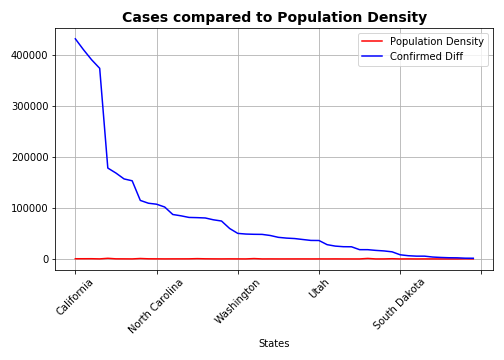 Cases compared to Population Density
Population Density
Confirmed Diff
400000
300000
200000
100000
0
California
North Carolina
Washington
Utah
South Dakota
States